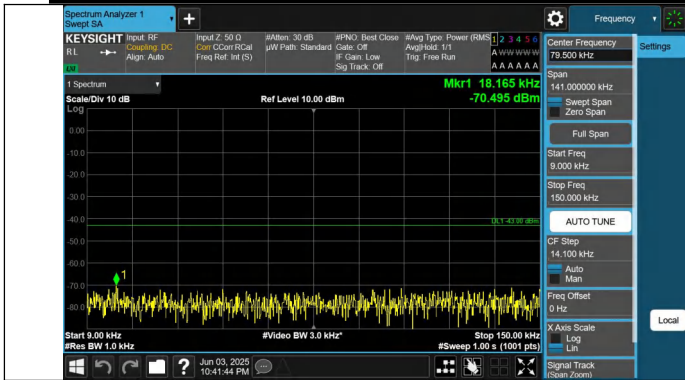 Spectrum Analyzer 1
Swept SA
Frequency
KEYSIGHT
RL
Input: RF
Coupling: DC
Align: Auto
Input Z: 50 Ω
Corr CCorr RCal
Freq Ref: Int (S)
#Atten: 30 dB
µW Path: Standard
#PNO: Best Close
Gate: Off
IF Gain: Low
Sig Track: Off
#Avg Type: Power (RMS
Avg|Hold: 1/1
Trig: Free Run
1 2 3 4 5 6
A W W W W W
A A A A A A
1 Spectrum
Scale/Div 10 dB
Log
Ref Level 10.00 dBm
Mkr1 18.165 kHz
-70.495 dBm
0.00
-10.0
-20.0
-30.0
-40.0
-50.0
-60.0
-70.0
-80.0
DL1 -43.00 dBm
1
Start 9.00 kHz
#Res BW 1.0 kHz
#Video BW 3.0 kHz*
Stop 150.00 kHz
#Sweep 1.00 s (1001 pts)
Jun 03, 2025
10:41:44 PM
Center Frequency
79.500 kHz
Span
141.000000 kHz
Swept Span
Zero Span
Full Span
Start Freq
9.000 kHz
Stop Freq
150.000 kHz
AUTO TUNE
CF Step
14.100 kHz
Auto
Man
Freq Offset
0 Hz
X Axis Scale
Log
Lin
Signal Track
(Span Zoom)
Settings
Local